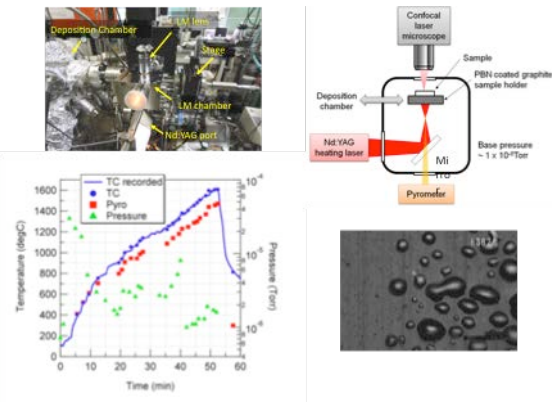 Deposition Chamber
LM lens
Stage
LM chamber
Nd:YAG port
Confocal
laser
microscope
Sample
PBN coated graphite
sample holder
Deposition
chamber
Nd:YAG
heating laser
Mi
Base pressure
Pyrometer
TC recorded
TC
Pyro
Pressure
Temperature (degC)
1600
1400
1200
1000
800
600
400
200
0
Pressure (Torr)
10-4
10-5
10-6
0 10 20 30 40 50 60
Time (min)